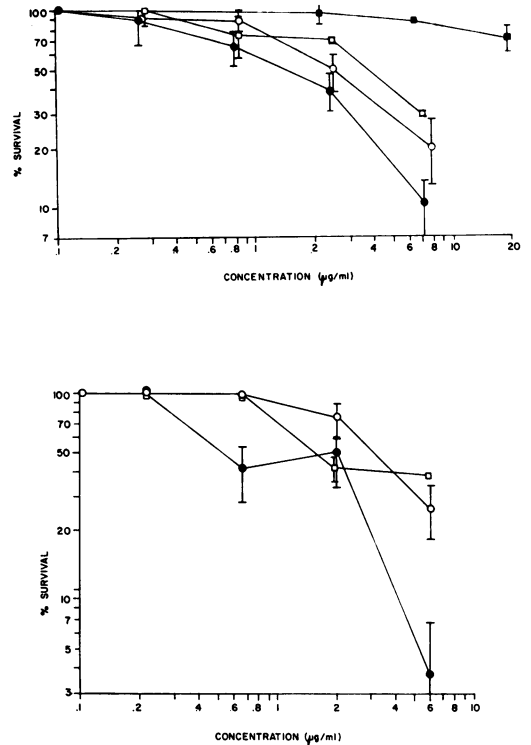 100
70
50
30
20
10
7
% SURVIVAL
.1 .2 .4 .6 .8 1 .2 4 6 8 10 20
CONCENTRATION (µg/ml)
100
70
50
20
10
7
5
4
3
% SURVIVAL
.1 .2 .4 .6 .8 1 2 4 6 8 10
CONCENTRATION (µg/ml)